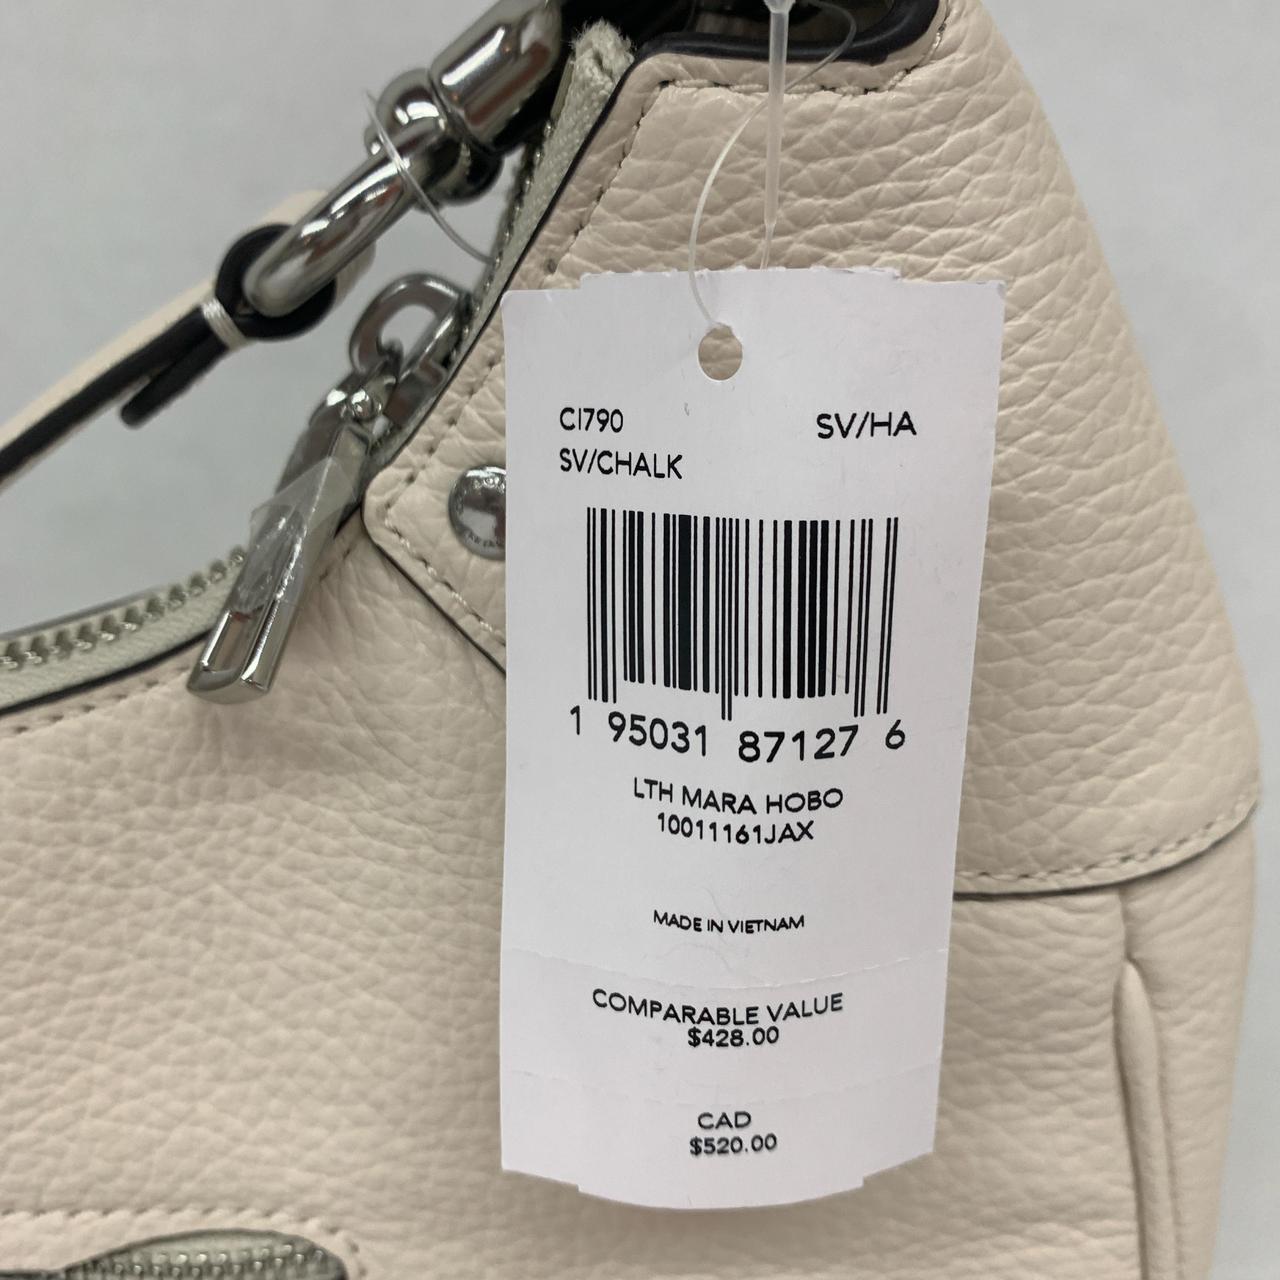 CI790 SV/HA
SV/CHALK
1 95031 87127 6
LTH MARA HOBO
10011161JAX
MADE IN VIETNAM
COMPARABLE VALUE
$428.00
CAD
$520.00